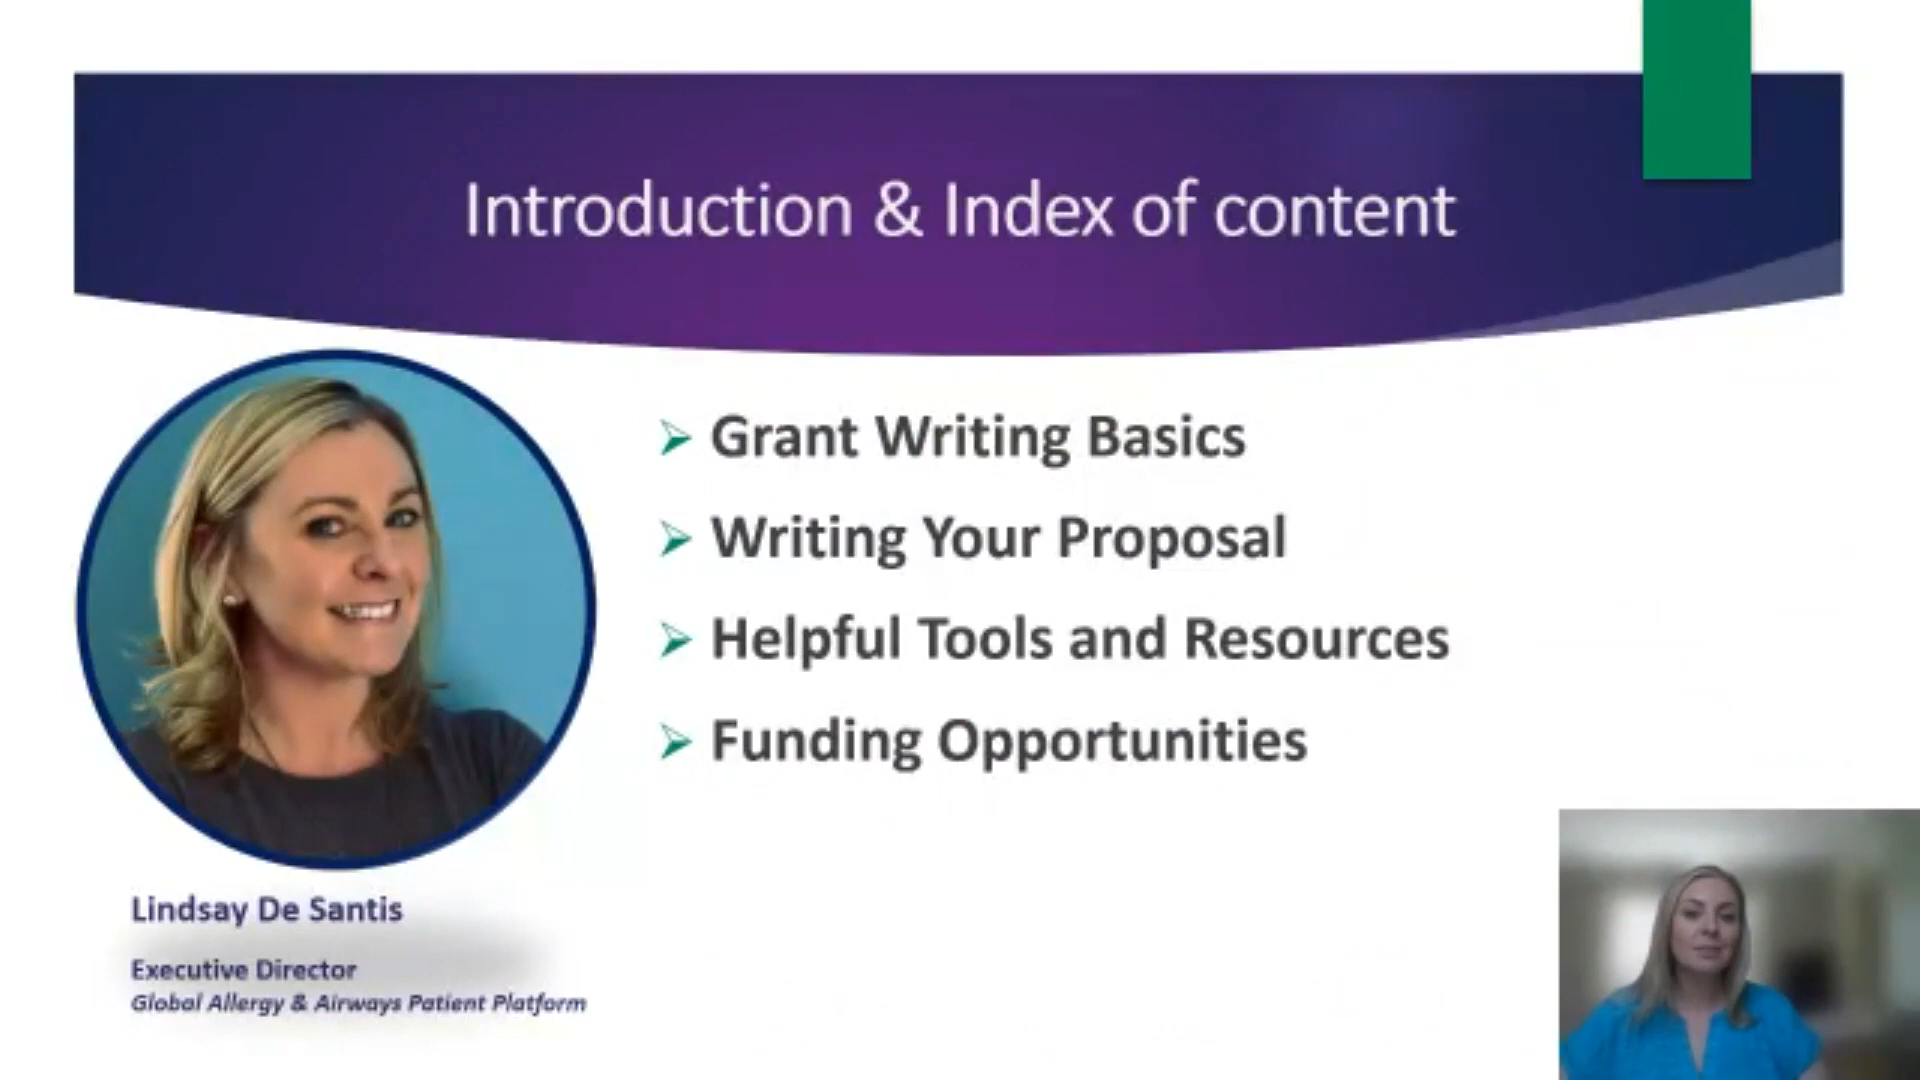 Introduction & Index of content
Grant Writing Basics
Writing Your Proposal
Helpful Tools and Resources
Funding Opportunities
Lindsay De Santis
Executive Director
Global Allergy & Airways Patient Platform